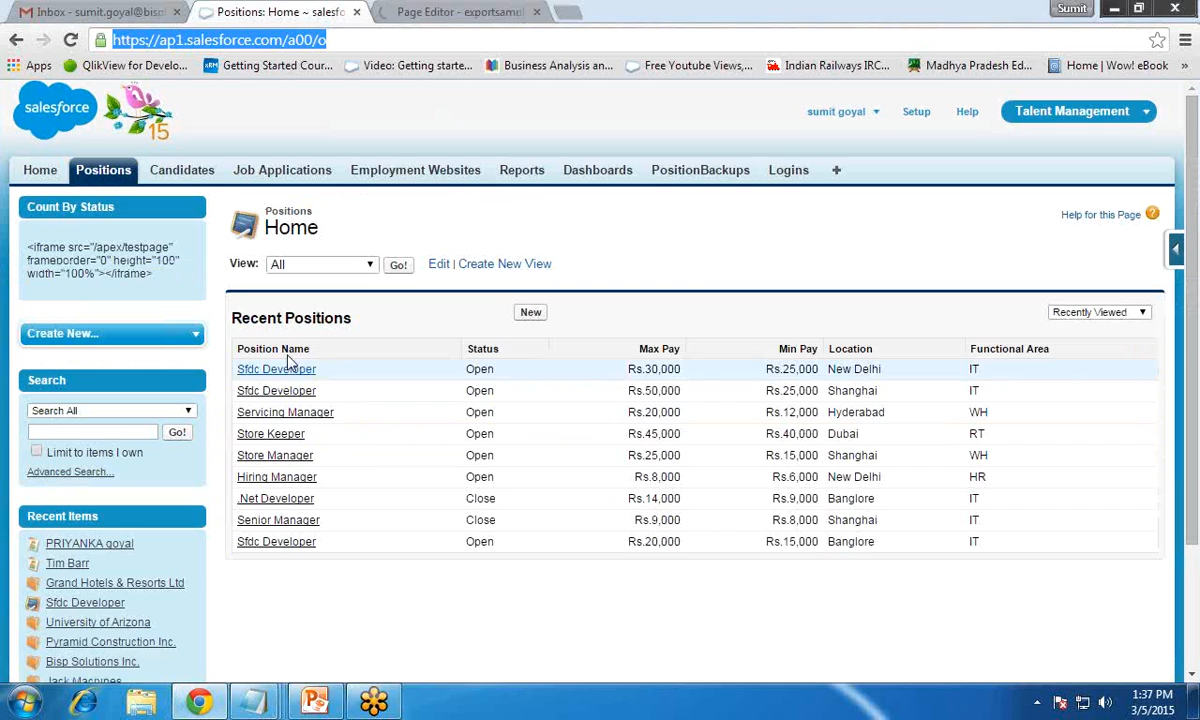 Inbox - sumit.goyal@bisp
Positions: Home ~ salesfo
Page Editor - exportsamp
Sumit
https://ap1.salesforce.com/a00/o
Apps
QlikView for Develo...
Getting Started Cour...
Video: Getting starte...
Business Analysis an...
Free Youtube Views,...
Indian Railways IRC...
Madhya Pradesh Ed...
Home | Wow! eBook
»
salesforce
15
sumit goyal
Setup
Help
Talent Management
Home
Positions
Candidates
Job Applications
Employment Websites
Reports
Dashboards
PositionBackups
Logins
+
Count By Status
<iframe src="/apex/testpage"
frameborder="0" height="100"
width="100%"></iframe>
Create New...
Search
Search All
Go!
Limit to items I own
Advanced Search...
Recent Items
PRIYANKA goyal
Tim Barr
Grand Hotels & Resorts Ltd
Sfdc Developer
University of Arizona
Pyramid Construction Inc.
Bisp Solutions Inc.
Jack Machines
Positions
Home
Help for this Page ?
View: All Go! Edit | Create New View
Recent Positions New Recently Viewed
Position Name Status Max Pay Min Pay Location Functional Area
Sfdc Developer Open Rs.30,000 Rs.25,000 New Delhi IT
Sfdc Developer Open Rs.50,000 Rs.25,000 Shanghai IT
Servicing Manager Open Rs.20,000 Rs.12,000 Hyderabad WH
Store Keeper Open Rs.45,000 Rs.40,000 Dubai RT
Store Manager Open Rs.25,000 Rs.15,000 Shanghai WH
Hiring Manager Open Rs.8,000 Rs.6,000 New Delhi HR
.Net Developer Close Rs.14,000 Rs.9,000 Banglore IT
Senior Manager Close Rs.9,000 Rs.8,000 Shanghai IT
Sfdc Developer Open Rs.20,000 Rs.15,000 Banglore IT
1:37 PM
3/5/2015